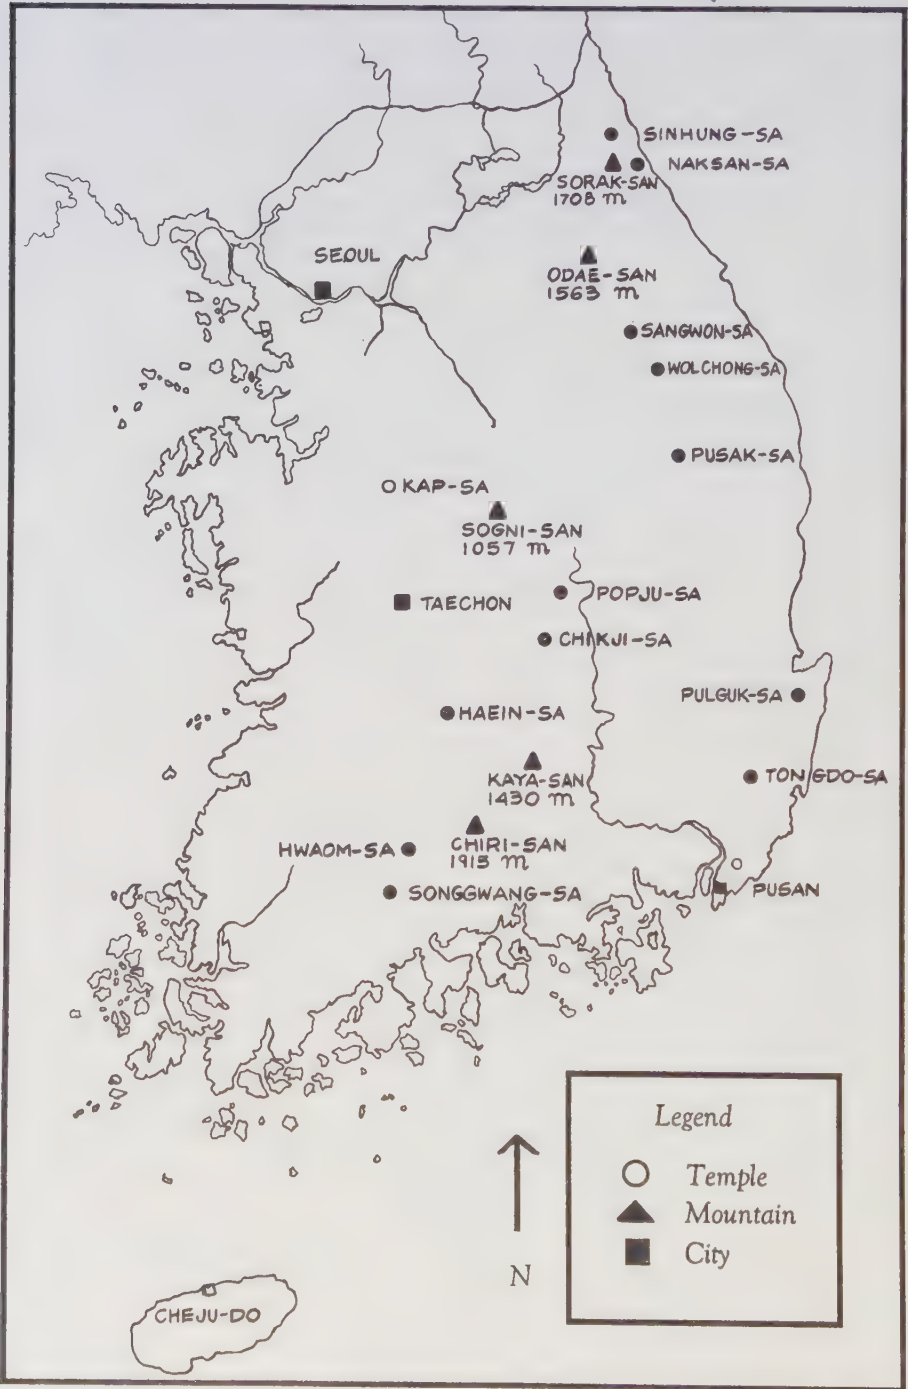 SINHUNG-SA
NAKSAN-SA
SORAK-SAN
1708 m
SEOUL
ODAE-SAN
1563 m
SANGWON-SA
WOLCHONG-SA
PUSAK-SA
KAP-SA
SOGNI-SAN
1057 m
POPJU-SA
TAECHON
CHIKJI-SA
PULGUK-SA
HAEIN-SA
KAYA-SAN
1430 m
TONGDO-SA
CHIRI-SAN
1915 m
HWAOM-SA
SONGGWANG-SA
PUSAN
Legend
Temple
Mountain
City
N
CHEJU-DO